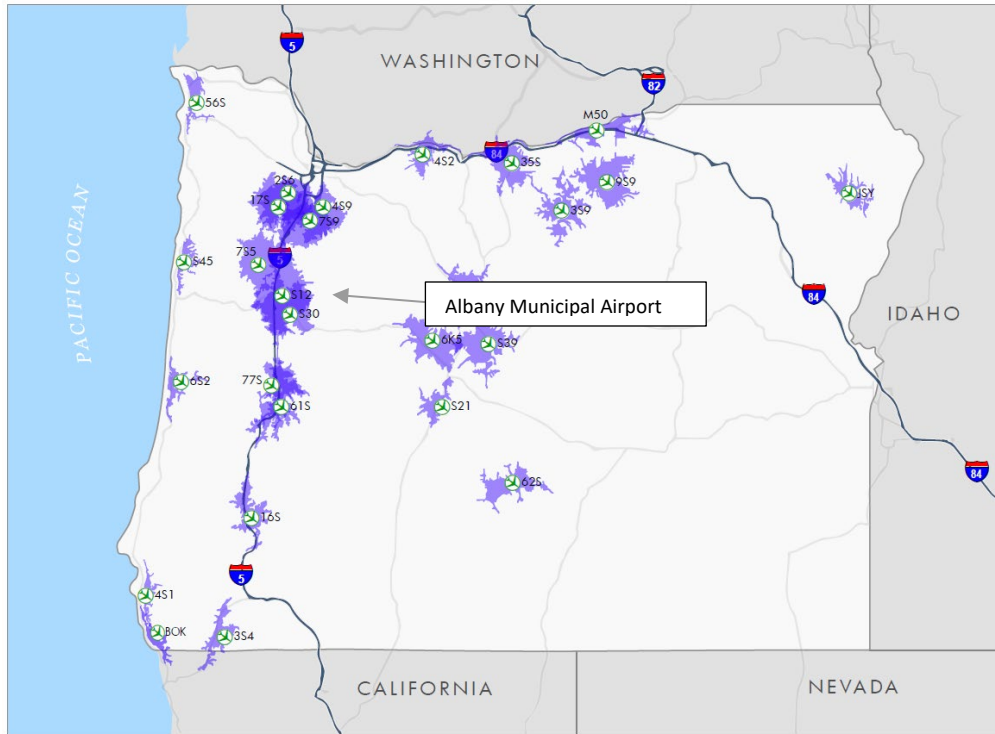 5
WASHINGTON
82
M50
56S
4S2
84
35S
9S9
JSY
2S6
17S
4S9
3S9
7S9
PACIFIC OCEAN
7S5
5
S45
S12
Albany Municipal Airport
84
IDAHO
S30
6K5
S39
6S2
77S
61S
S21
84
62S
16S
5
4S1
BOK
3S4
CALIFORNIA
NEVADA